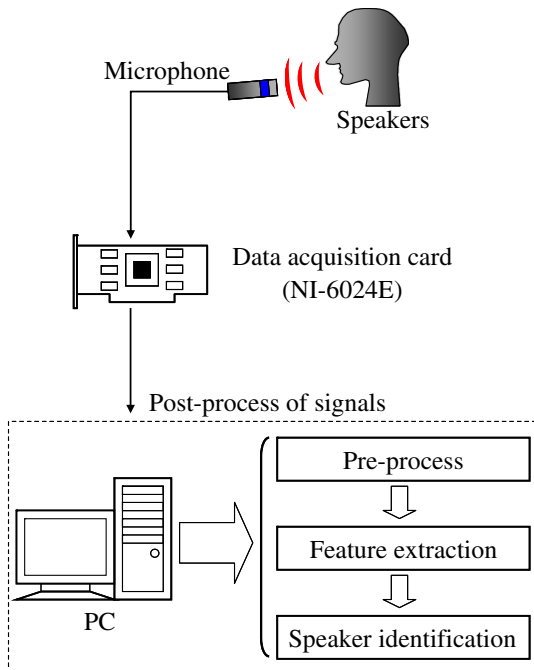 Microphone
Speakers
Data acquisition card
(NI-6024E)
Post-process of signals
Pre-process
Feature extraction
Speaker identification
PC